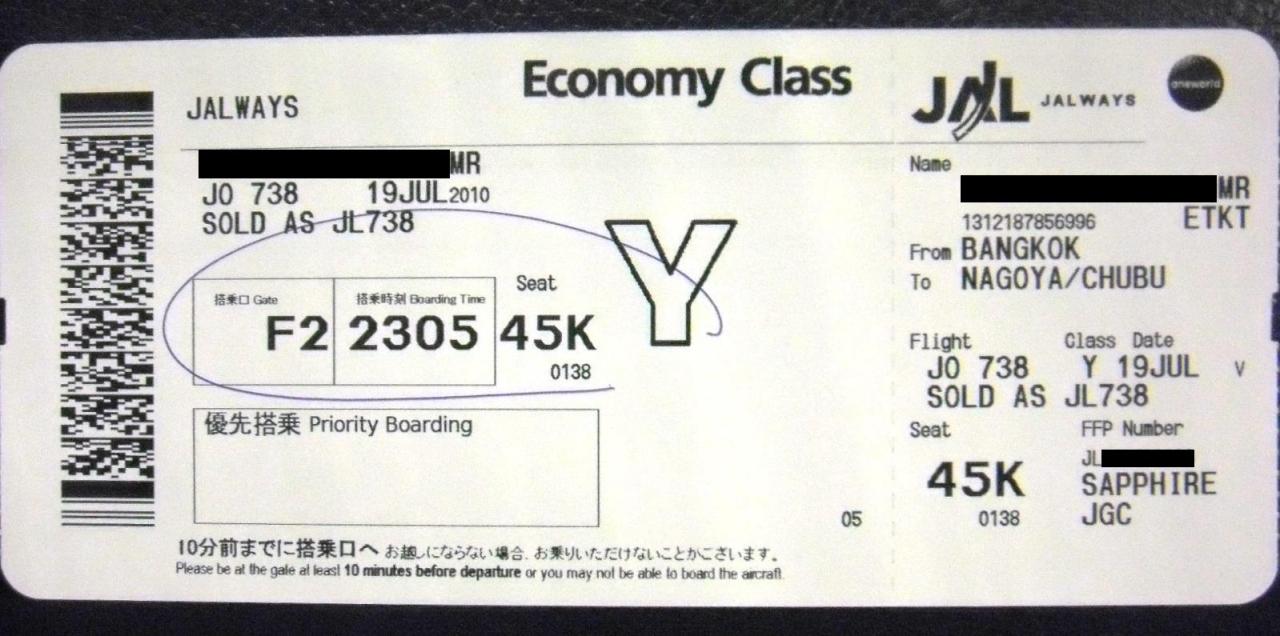 Economy Class
JALWAYS
MR
JO 738 19JUL2010
SOLD AS JL738
搭乗口 Gate 搭乗時刻 Boarding Time Seat
F2 2305 45K
0138
Y
優先搭乗 Priority Boarding
05
10分前までに搭乗口へ お越しにならない場合、お乗りいただけないことがございます。
Please be at the gate at least 10 minutes before departure or you may not be able to board the aircraft.
JAL JALWAYS
oneworld
Name
MR
1312187856996 ETKT
From BANGKOK
To NAGOYA/CHUBU
Flight Class Date
JO 738 Y 19JUL V
SOLD AS JL738
Seat FFP Number
JL
45K SAPPHIRE
0138 JGC